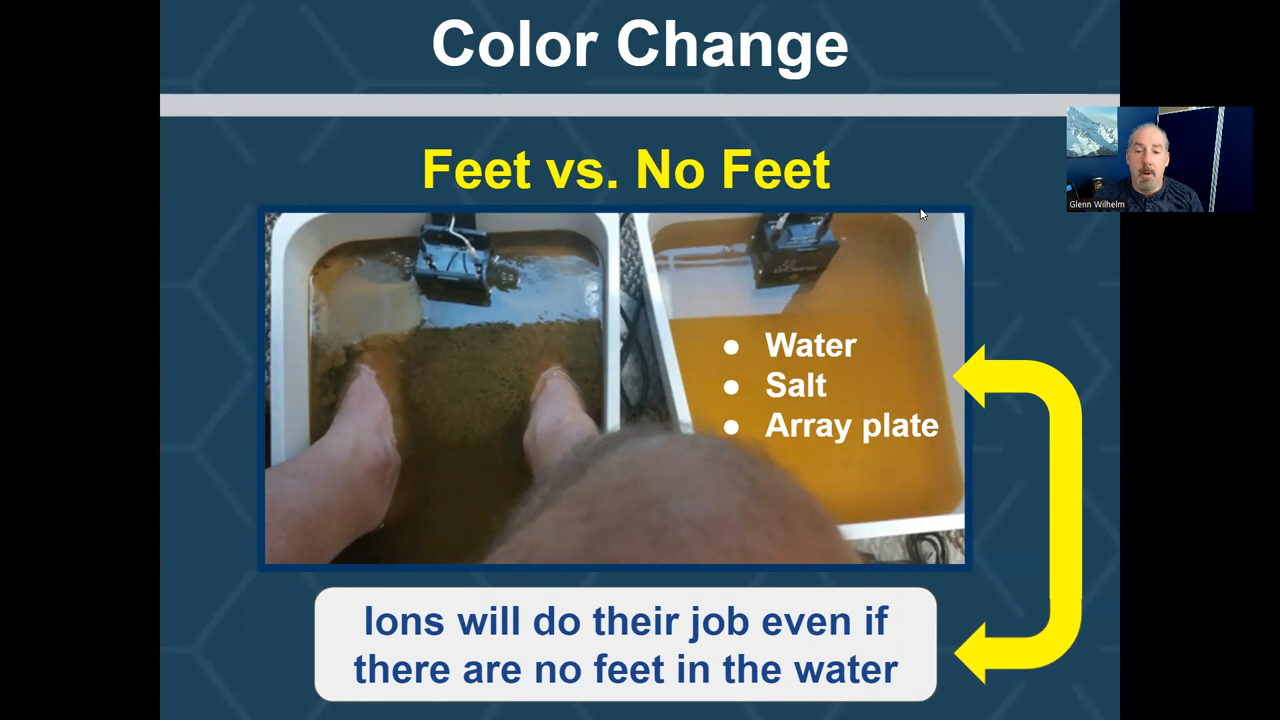 Color Change
Feet vs. No Feet
Glenn Wilhelm
● Water
● Salt
● Array plate
Ions will do their job even if
there are no feet in the water